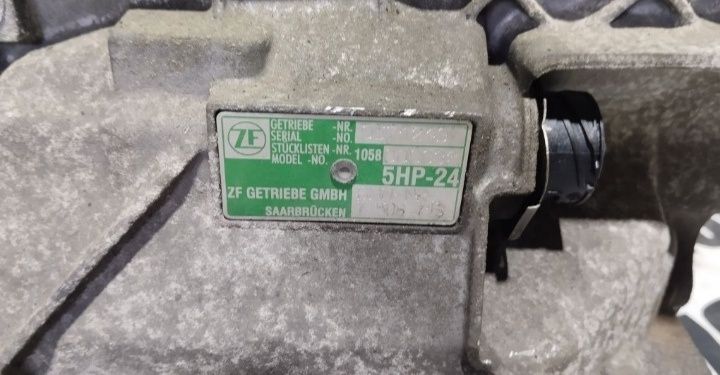 ZF
GETRIEBE -NR.
SERIAL -NO.
STÜCKLISTEN -NR. 1058
MODEL -NO.
5HP-24
ZF GETRIEBE GMBH
SAARBRÜCKEN